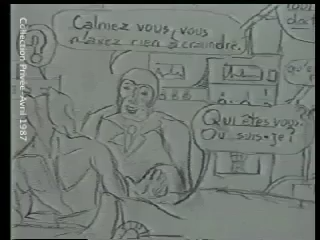 Calmez vous, vous
n'avez rien à craindre.
?
Qui êtes vous?
Où suis-je?
Collection Privée - Avril 1987